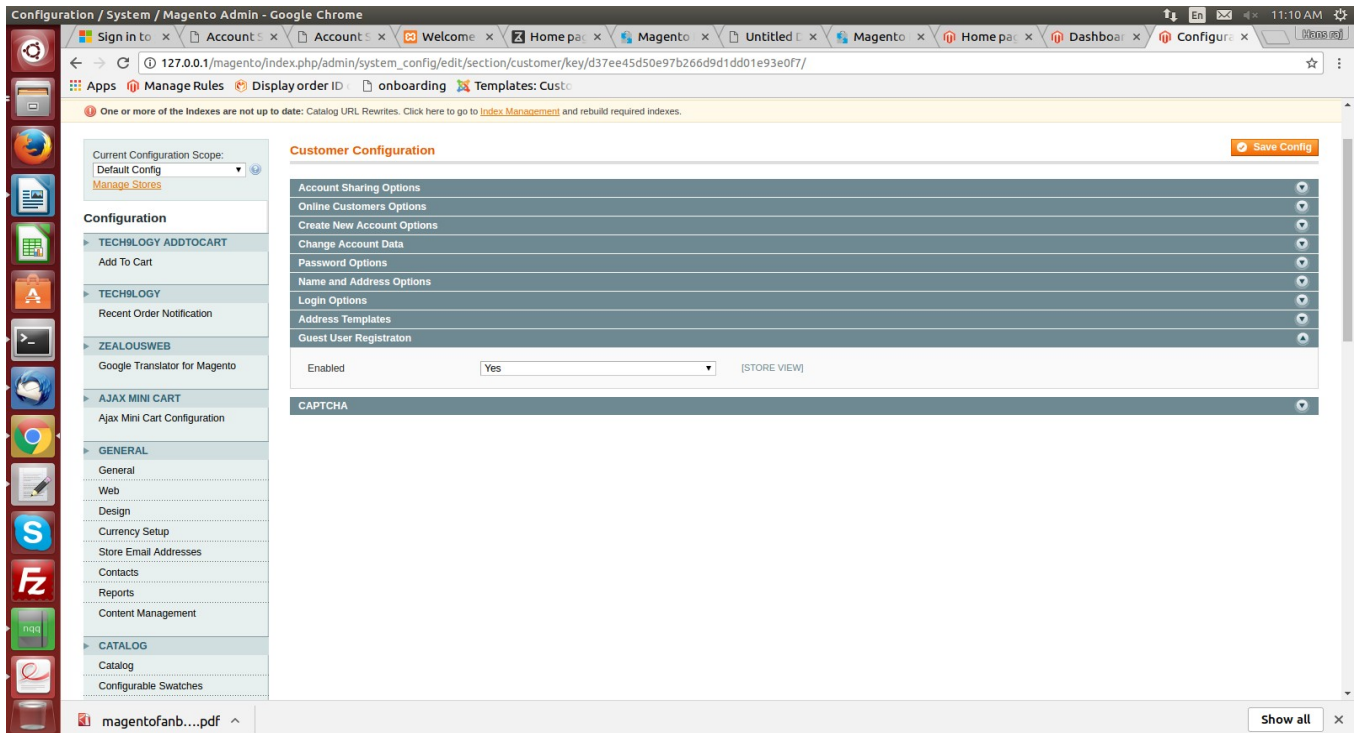 Configuration / System / Magento Admin - Google Chrome
En
11:10 AM
Sign in to
Account S
Account S
Welcome
Home pag
Magento
Untitled D
Magento
Home pag
Dashboar
Configura
Hans raj
127.0.0.1/magento/index.php/admin/system_config/edit/section/customer/key/d37ee45d50e97b266d9d1dd01e93e0f7/
Apps
Manage Rules
Display order ID
onboarding
Templates: Custo
One or more of the Indexes are not up to date: Catalog URL Rewrites. Click here to go to Index Management and rebuild required indexes.
Current Configuration Scope:
Default Config
Manage Stores
Configuration
TECH9LOGY ADDTOCART
Add To Cart
TECH9LOGY
Recent Order Notification
ZEALOUSWEB
Google Translator for Magento
AJAX MINI CART
Ajax Mini Cart Configuration
GENERAL
General
Web
Design
Currency Setup
Store Email Addresses
Contacts
Reports
Content Management
CATALOG
Catalog
Configurable Swatches
Customer Configuration
Save Config
Account Sharing Options
Online Customers Options
Create New Account Options
Change Account Data
Password Options
Name and Address Options
Login Options
Address Templates
Guest User Registraton
Enabled
Yes
[STORE VIEW]
CAPTCHA
nqq
magentofanb....pdf
Show all